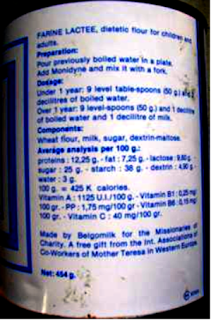 FARINE LACTEE, dietetic flour for children and
adults.
Preparation:
Pour previously boiled water in a plate.
Add Monidyne and mix it with a fork.
Dosage:
Under 1 year: 9 level table-spoons (50 g.)
decilitres of boiled water.
Over 1 year: 9 level-spoons (50 g.) and 1 decilitre
of boiled water and 1 decilitre of milk.
Components:
Wheat flour, milk, sugar, dextrin-maltose.
Average analysis per 100 g.:
proteins : 12,25 g. - fat : 7,25 g. - lactose : 9,60 g.
sugar : 25 g. - starch : 38 g. - dextrin : 4,90 g. -
water : 3 g.
100 g. = 425 K calories.
Vitamin A : 1125 U.I./100 g. - Vitamin B1 : 0,25 mg/
100 gr. - PP : 1,75 mg/100 gr - Vitamin B6 : 0,15 mg/
100 gr. - Vitamin C : 40 mg/100 gr.
Made by Belgomilk for the Missionaries of
Charity. A free gift from the Int. Associations of
Co-Workers of Mother Teresa in Western Europe.
Net: 454 g.